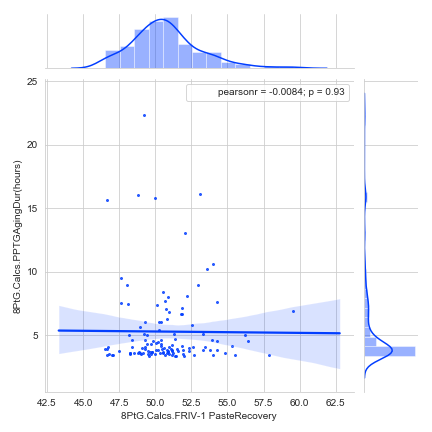 pearsonr = -0.0084; p = 0.93
25
20
15
10
5
8PtG.Calcs.PPTGAgingDur(hours)
42.5 45.0 47.5 50.0 52.5 55.0 57.5 60.0 62.5
8PtG.Calcs.FRIV-1 PasteRecovery